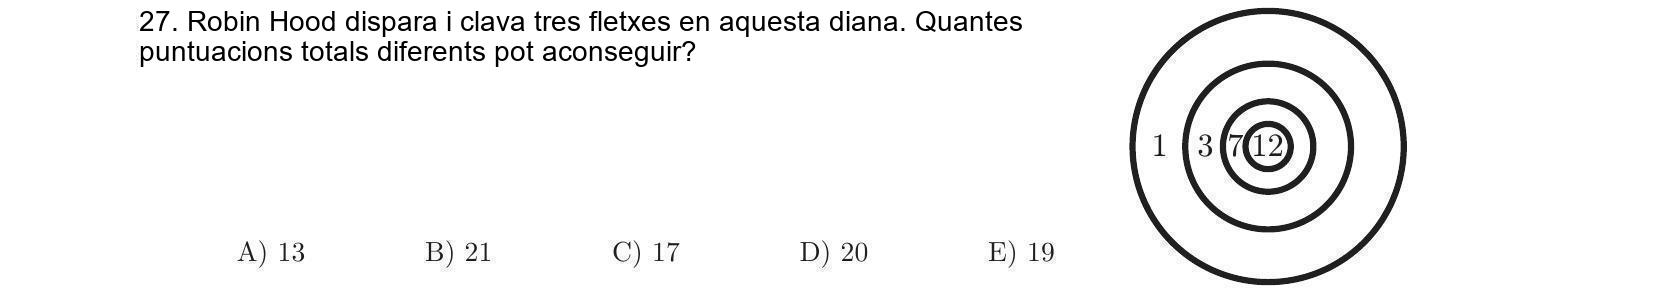 27. Robin Hood dispara i clava tres fletxes en aquesta diana. Quantes
puntuacions totals diferents pot aconseguir?
1 3 7 12
A) 13 B) 21 C) 17 D) 20 E) 19